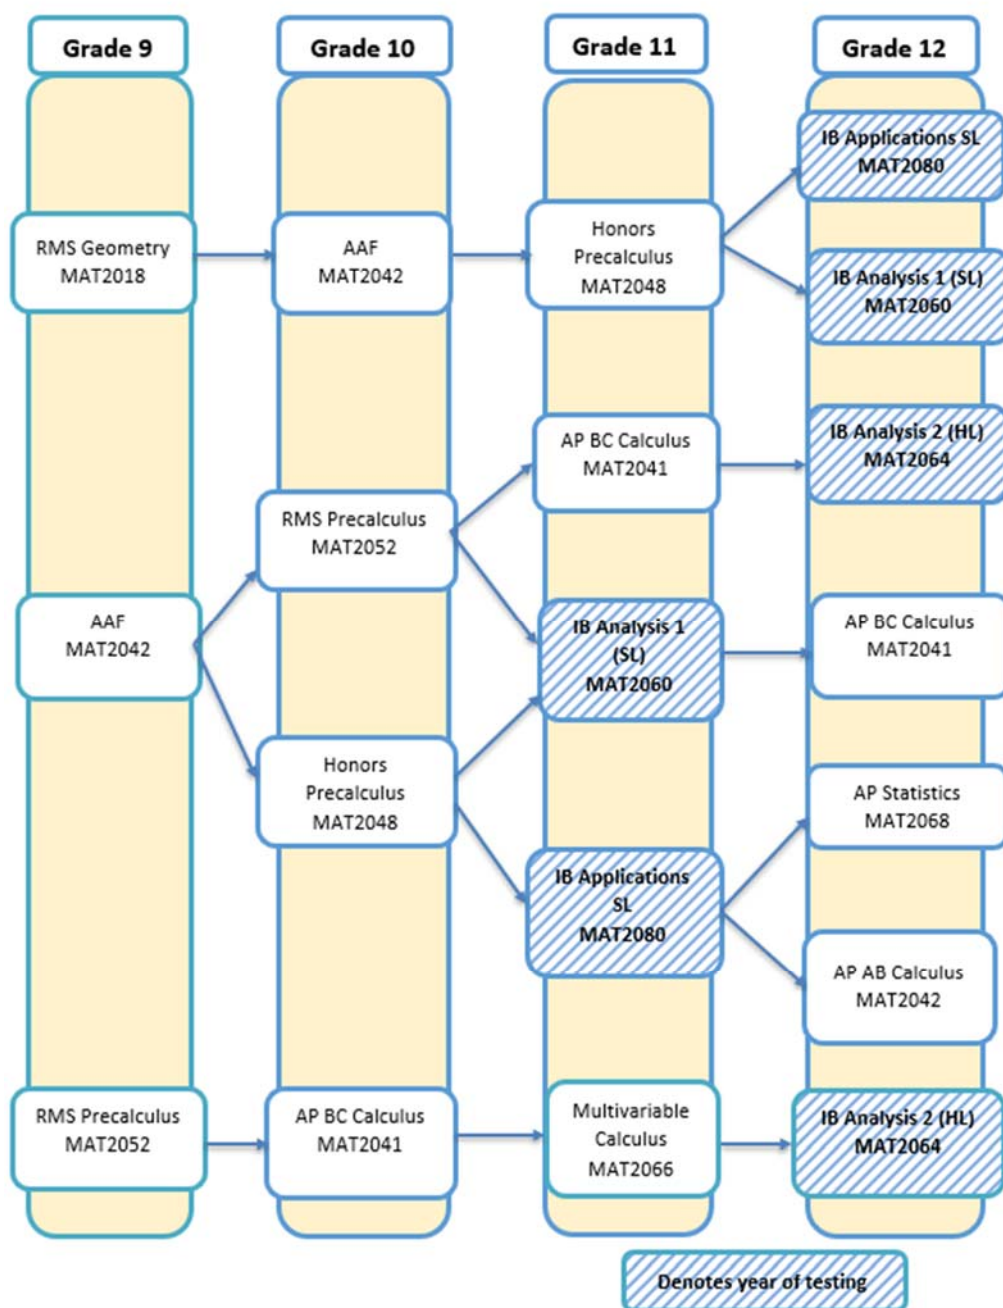 Grade 9
Grade 10
Grade 11
Grade 12
RMS Geometry
MAT2018
AAF
MAT2042
Honors
Precalculus
MAT2048
IB Applications SL
MAT2080
IB Analysis 1 (SL)
MAT2060
AP BC Calculus
MAT2041
IB Analysis 2 (HL)
MAT2064
AAF
MAT2042
RMS Precalculus
MAT2052
Honors
Precalculus
MAT2048
IB Analysis 1
(SL)
MAT2060
AP BC Calculus
MAT2041
IB Applications
SL
MAT2080
AP Statistics
MAT2068
AP AB Calculus
MAT2042
RMS Precalculus
MAT2052
AP BC Calculus
MAT2041
Multivariable
Calculus
MAT2066
IB Analysis 2 (HL)
MAT2064
Denotes year of testing